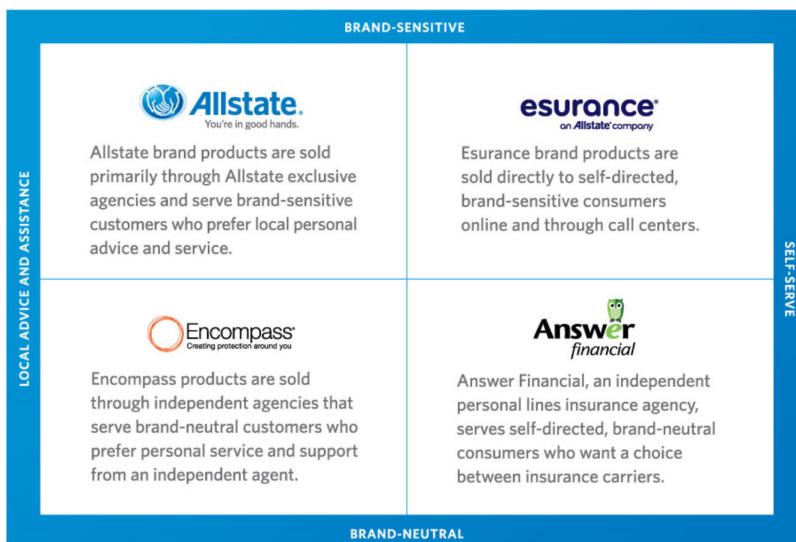 BRAND-SENSITIVE
LOCAL ADVICE AND ASSISTANCE
Allstate.
You're in good hands.
Allstate brand products are sold
primarily through Allstate exclusive
agencies and serve brand-sensitive
customers who prefer local personal
advice and service.
esurance®
an Allstate® company
Esurance brand products are
sold directly to self-directed,
brand-sensitive consumers
online and through call centers.
SELF-SERVE
Encompass®
Creating protection around you
Encompass products are sold
through independent agencies that
serve brand-neutral customers who
prefer personal service and support
from an independent agent.
Answer
financial
Answer Financial, an independent
personal lines insurance agency,
serves self-directed, brand-neutral
consumers who want a choice
between insurance carriers.
BRAND-NEUTRAL